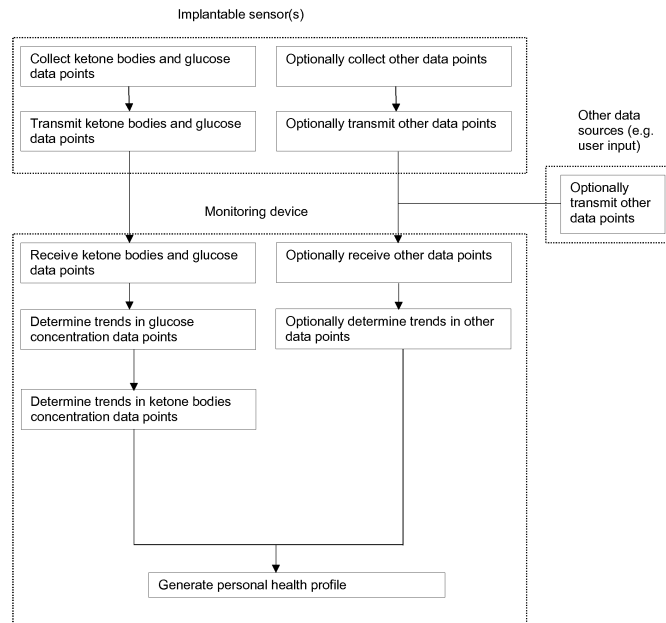 Implantable sensor(s)
Collect ketone bodies and glucose
data points
Optionally collect other data points
Transmit ketone bodies and glucose
data points
Optionally transmit other data points
Other data
sources (e.g.
user input)
Optionally
transmit other
data points
Monitoring device
Receive ketone bodies and glucose
data points
Optionally receive other data points
Determine trends in glucose
concentration data points
Optionally determine trends in other
data points
Determine trends in ketone bodies
concentration data points
Generate personal health profile